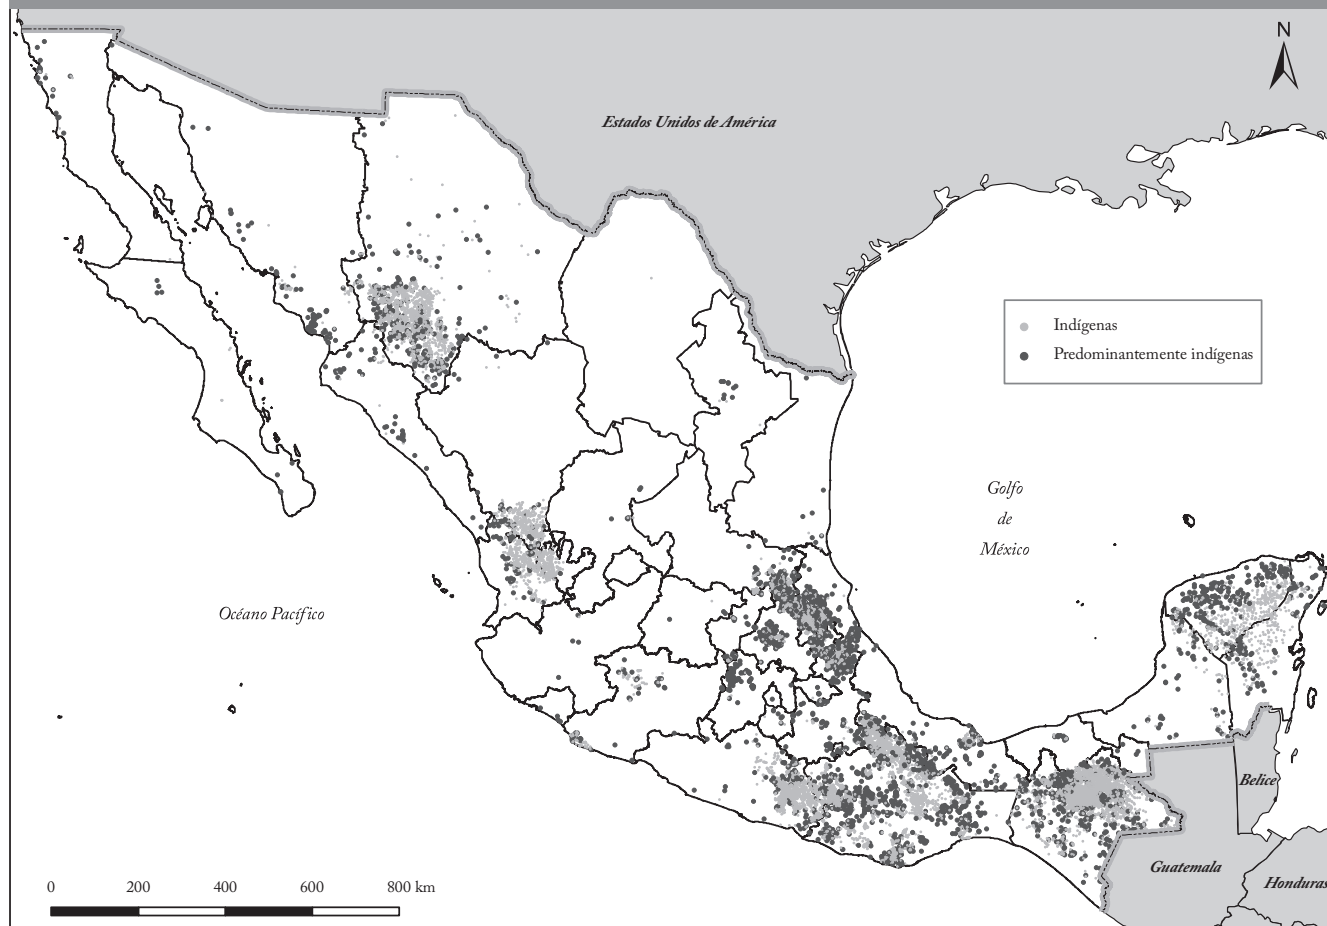 N
Estados Unidos de América
Indígenas
Predominantemente indígenas
Golfo
de
México
Océano Pacífico
Belice
Guatemala
Honduras
0 200 400 600 800 km